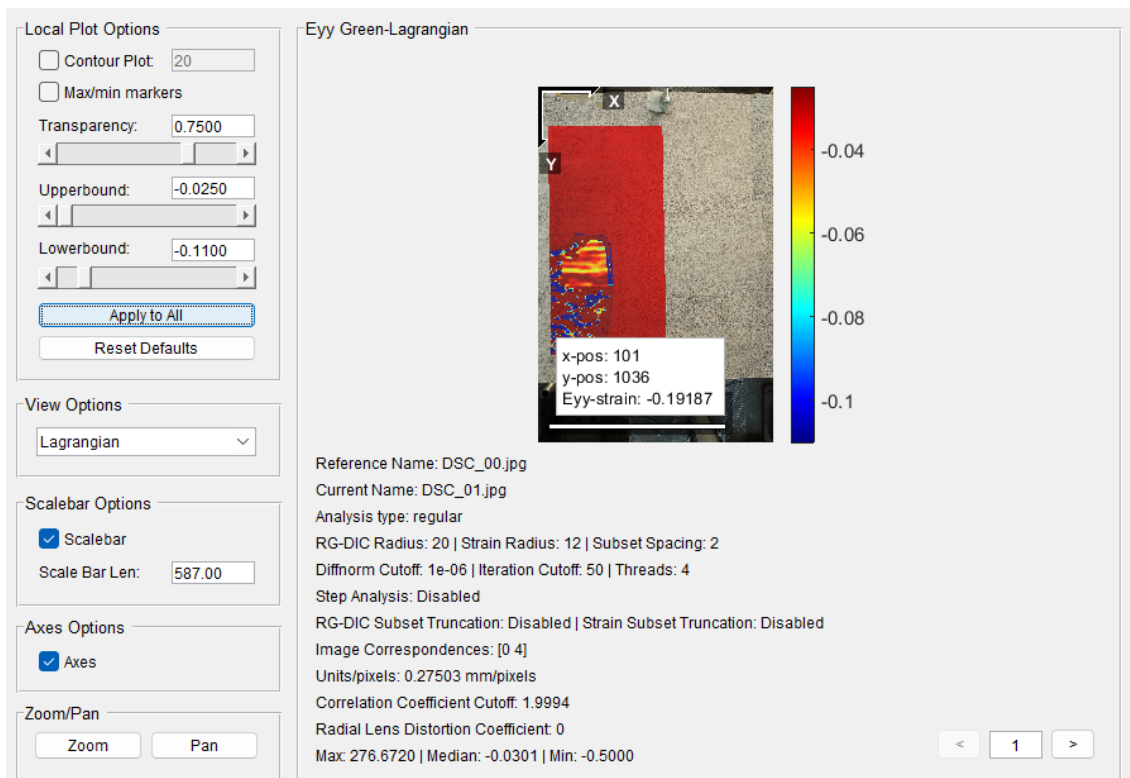 Local Plot Options
Contour Plot: 20
Max/min markers
Transparency: 0.7500
Upperbound: -0.0250
Lowerbound: -0.1100
Apply to All
Reset Defaults
View Options
Lagrangian
Scalebar Options
Scalebar
Scale Bar Len: 587.00
Axes Options
Axes
Zoom/Pan
Zoom Pan
Eyy Green-Lagrangian
X
Y
x-pos: 101
y-pos: 1036
Eyy-strain: -0.19187
-0.04
-0.06
-0.08
-0.1
Reference Name: DSC_00.jpg
Current Name: DSC_01.jpg
Analysis type: regular
RG-DIC Radius: 20 | Strain Radius: 12 | Subset Spacing: 2
Diffnorm Cutoff: 1e-06 | Iteration Cutoff: 50 | Threads: 4
Step Analysis: Disabled
RG-DIC Subset Truncation: Disabled | Strain Subset Truncation: Disabled
Image Correspondences: [0 4]
Units/pixels: 0.27503 mm/pixels
Correlation Coefficient Cutoff: 1.9994
Radial Lens Distortion Coefficient: 0
Max: 276.6720 | Median: -0.0301 | Min: -0.5000
< 1 >